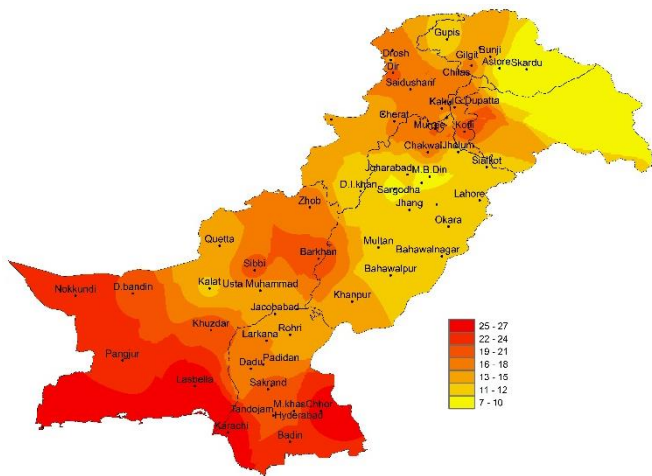 Gupis
Bunji
Drosh
Gilgit
Astore
Skardu
Dir
Chilas
Saidusharif
Kakul
G.Dupatta
Cherat
Murree
Kotli
Chakwal
Jhelum
Sialkot
Joharabad
M.B.Din
D.I.khan
Sargodha
Zhob
Jhang
Lahore
Okara
Quetta
Multan
Barkhan
Bahawalnagar
Sibbi
Bahawalpur
Nokkundi
D.bandin
Kalat
Usta Muhammad
Khanpur
Jacobabad
Khuzdar
Rohri
Larkana
Pangjur
Dadu
Padidan
Lasbella
Sakrand
Tandojam
M.khas
Chhor
Hyderabad
Karachi
Badin
25 - 27
22 - 24
19 - 21
16 - 18
13 - 15
11 - 12
7 - 10